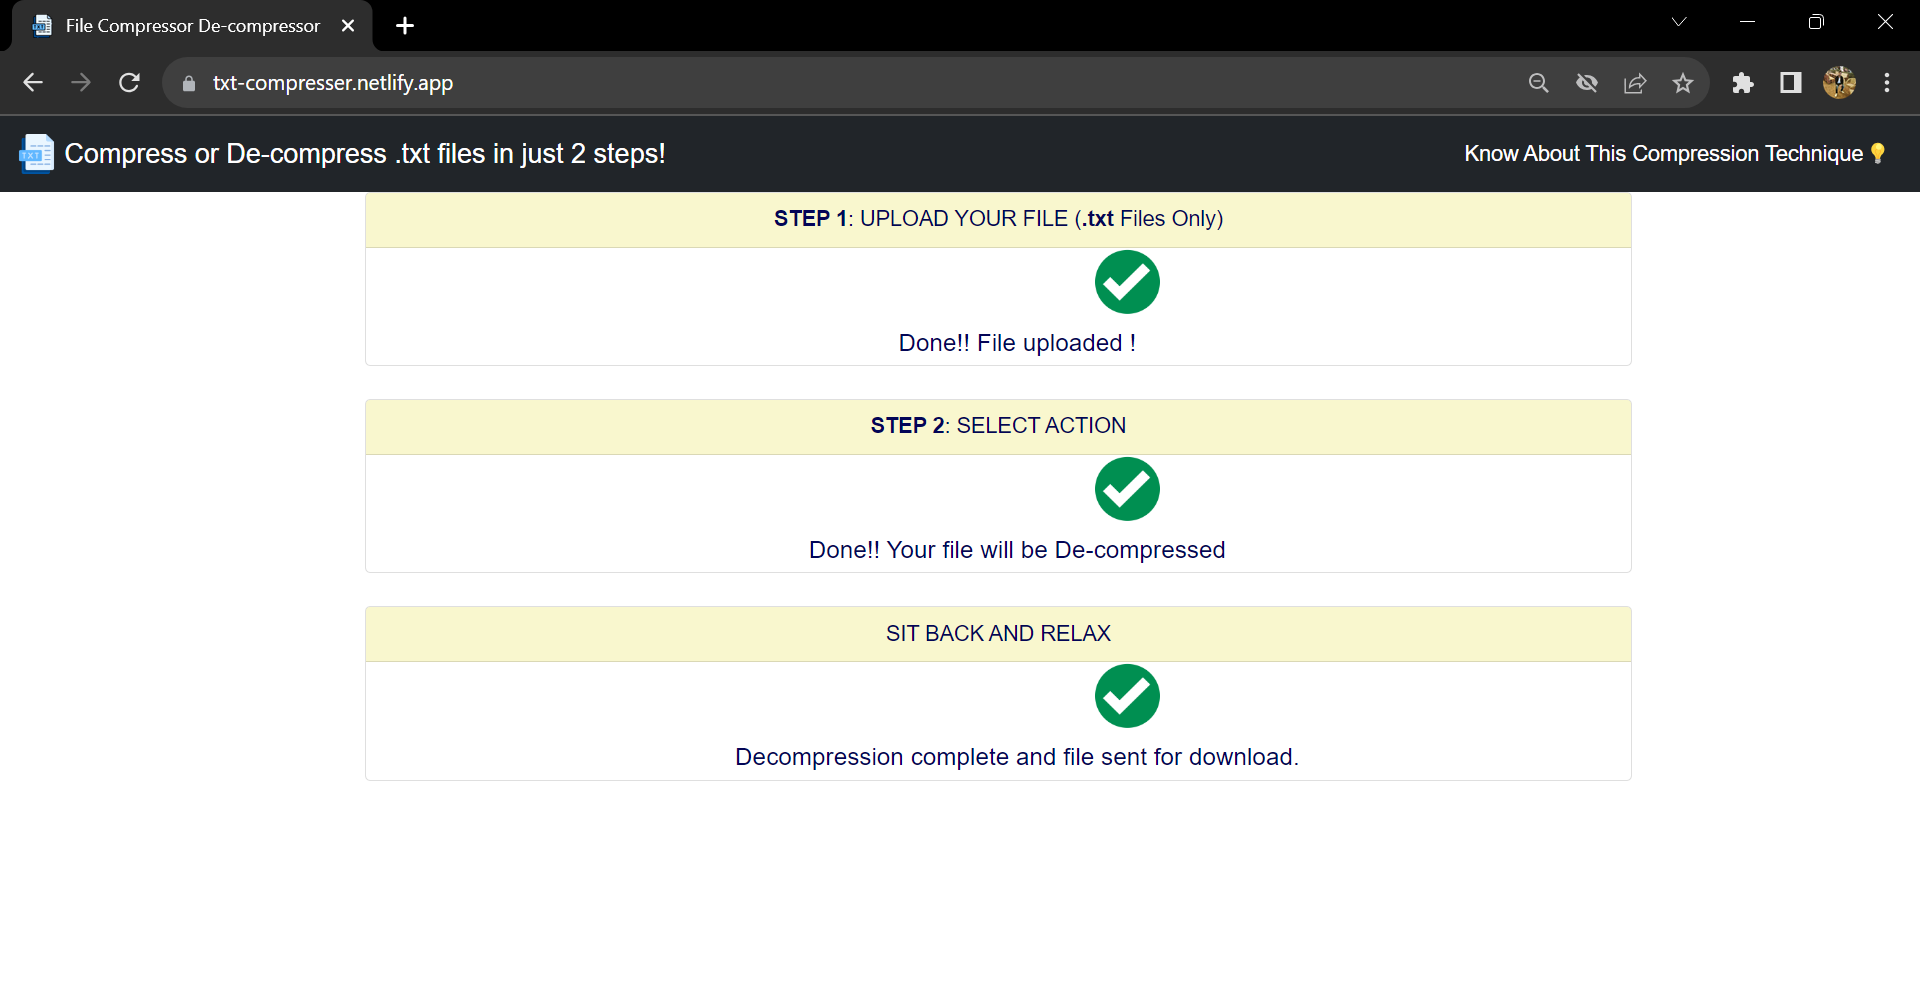 File Compressor De-compressor
txt-compresser.netlify.app
TXT
Compress or De-compress .txt files in just 2 steps!
Know About This Compression Technique💡
STEP 1: UPLOAD YOUR FILE (.txt Files Only)
Done!! File uploaded !
STEP 2: SELECT ACTION
Done!! Your file will be De-compressed
SIT BACK AND RELAX
Decompression complete and file sent for download.